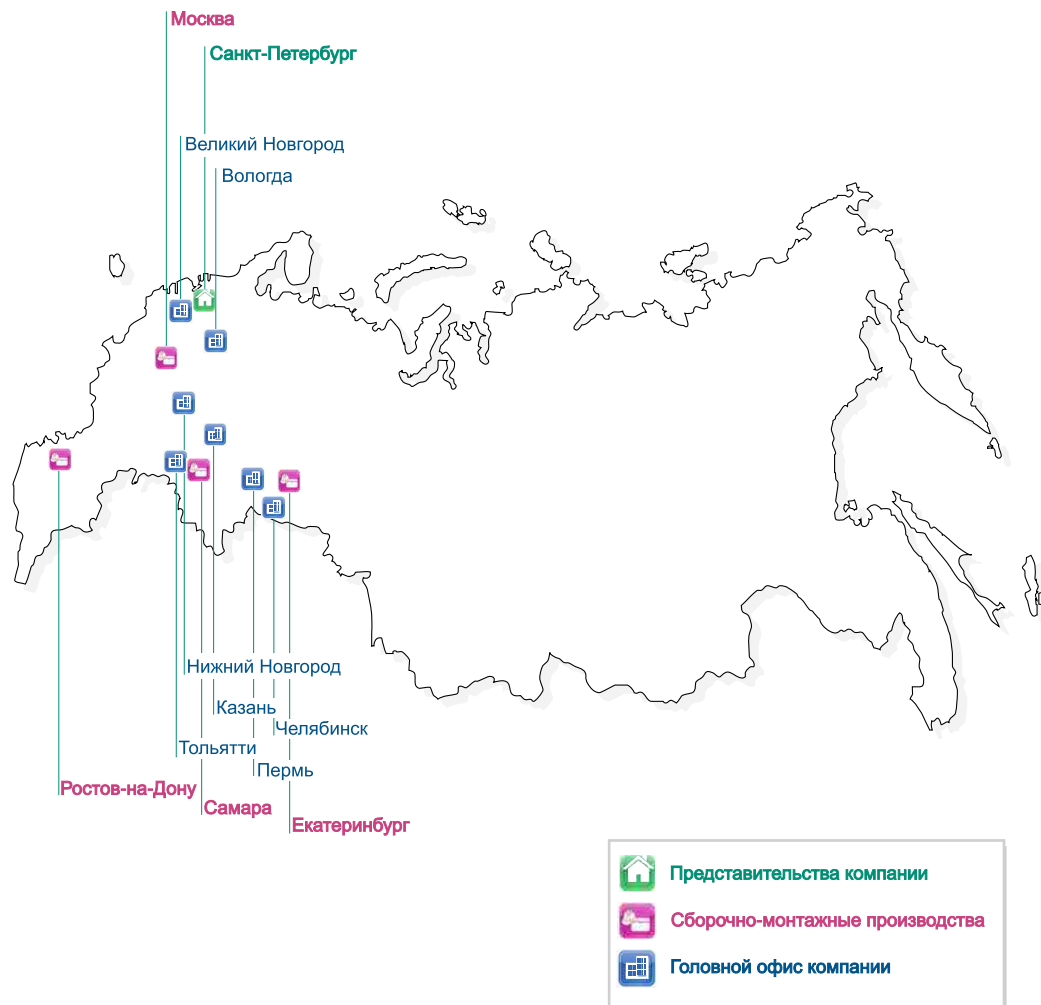 Москва
Санкт-Петербург
Великий Новгород
Вологда
Нижний Новгород
Казань
Челябинск
Тольятти
Пермь
Ростов-на-Дону
Самара
Екатеринбург
Представительства компании
Сборочно-монтажные производства
Головной офис компании